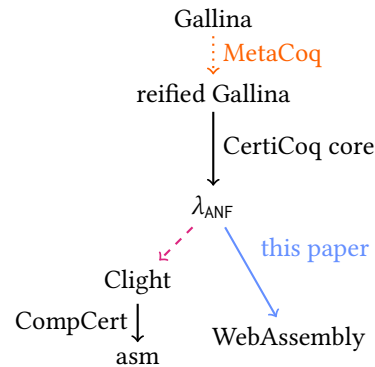 Gallina
MetaCoq
reified Gallina
CertiCoq core
λANF
this paper
Clight
CompCert
WebAssembly
asm